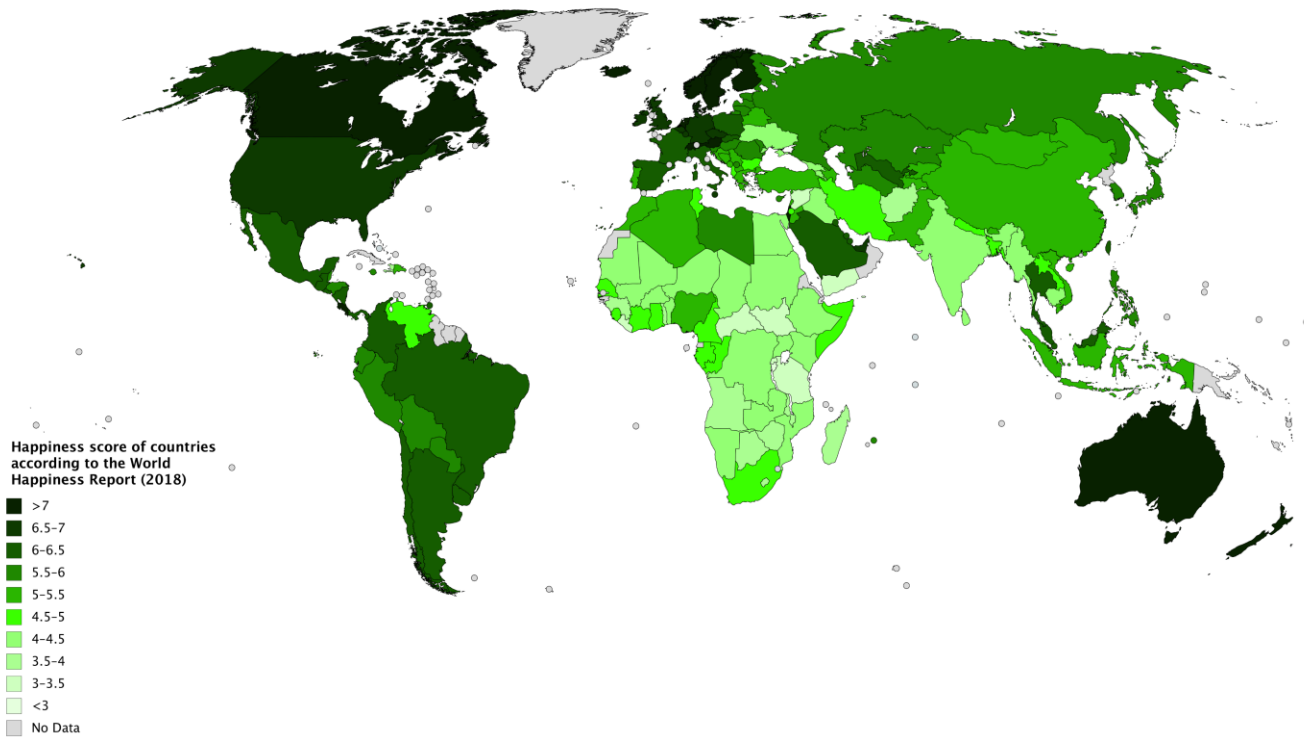 Happiness score of countries
according to the World
Happiness Report (2018)
>7
6.5–7
6–6.5
5.5–6
5–5.5
4.5–5
4–4.5
3.5–4
3–3.5
<3
No Data